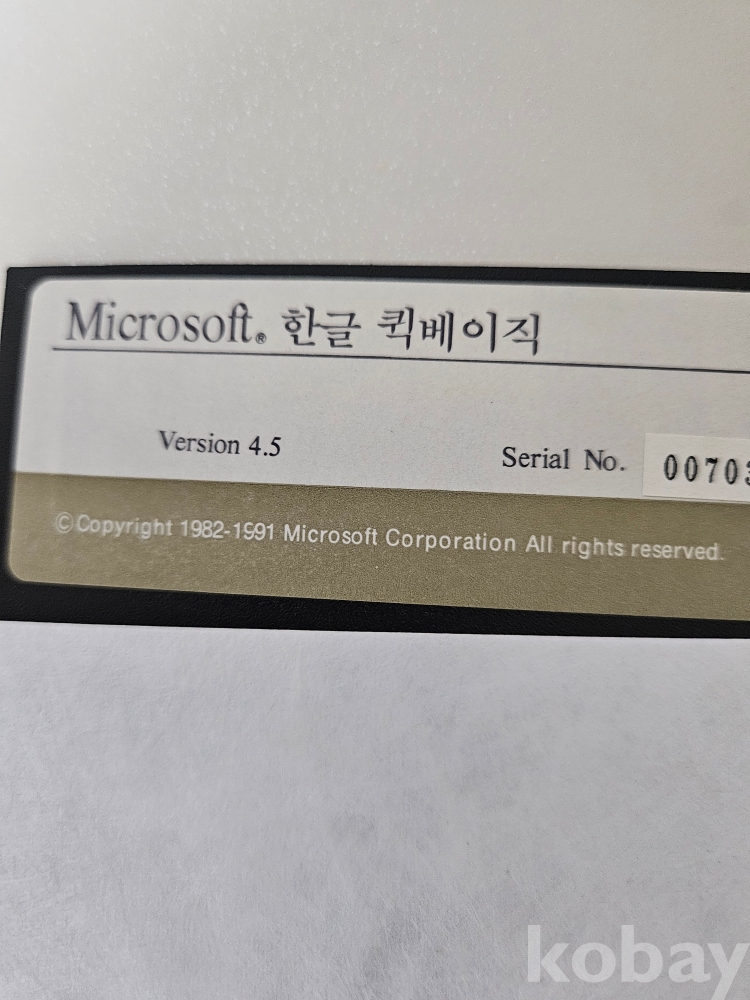 Microsoft® 한글 퀵베이직
Version 4.5
Serial No. 00703
©Copyright 1982-1991 Microsoft Corporation All rights reserved.
kobay